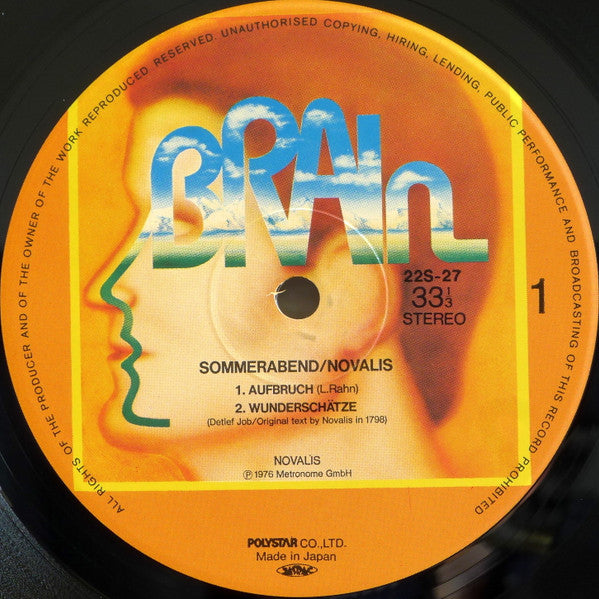 ALL RIGHTS OF THE PRODUCER AND OF THE OWNER OF THE WORK REPRODUCED RESERVED. UNAUTHORISED COPYING, HIRING, LENDING, PUBLIC PERFORMANCE AND BROADCASTING OF THIS RECORD PROHIBITED
BRAIN
22S-27
33 1/3
STEREO
1
SOMMERABEND/NOVALIS
1. AUFBRUCH (L.Rahn)
2. WUNDERSCHÄTZE
(Detlef Job/Original text by Novalis in 1798)
NOVALIS
Ⓟ 1976 Metronome GmbH
POLYSTAR CO.,LTD.
Made in Japan